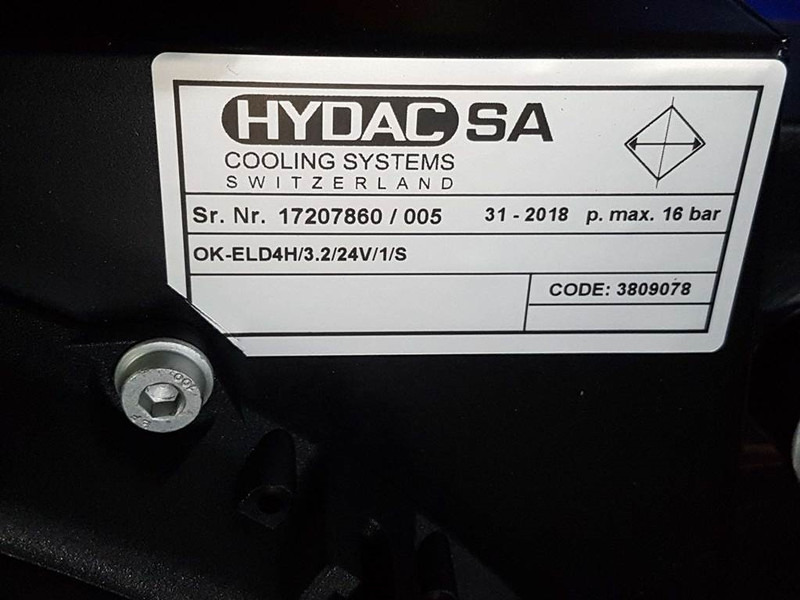 HYDAC SA
COOLING SYSTEMS
SWITZERLAND
Sr. Nr. 17207860 / 005 31 - 2018 p. max. 16 bar
OK-ELD4H/3.2/24V/1/S
CODE: 3809078